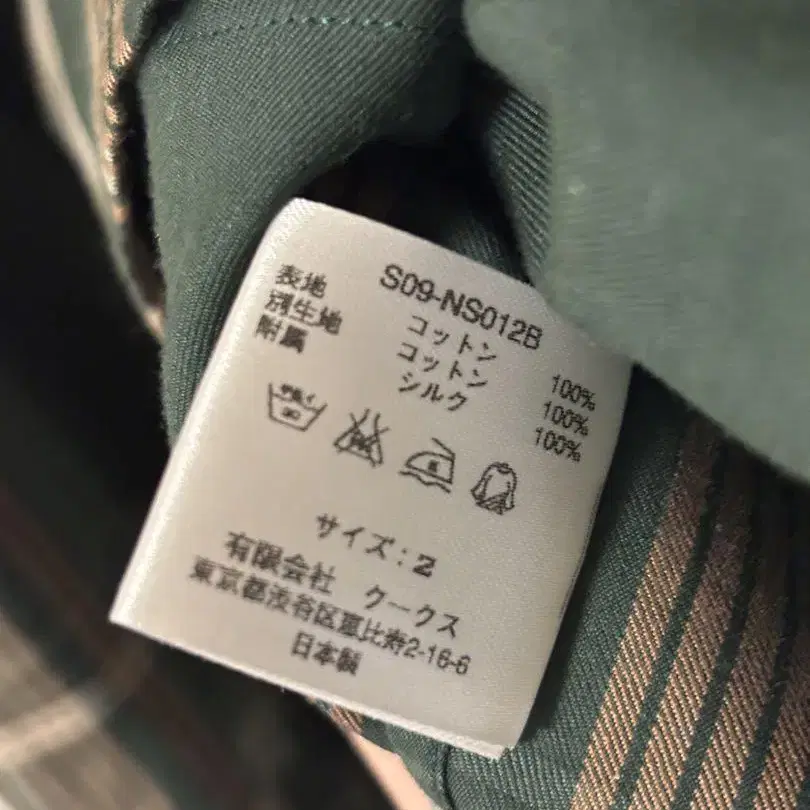 S09-NS012B
表地 コットン 100%
別生地 コットン 100%
附属 シルク 100%
サイズ：2
有限会社 クークス
東京都渋谷区恵比寿2-16-6
日本製